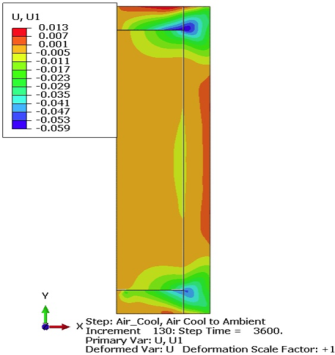 U, U1
0.013
0.007
0.001
-0.005
-0.011
-0.017
-0.023
-0.029
-0.035
-0.041
-0.047
-0.053
-0.059
Y
X
Step: Air_Cool, Air Cool to Ambient
Increment 130: Step Time = 3600.
Primary Var: U, U1
Deformed Var: U Deformation Scale Factor: +1